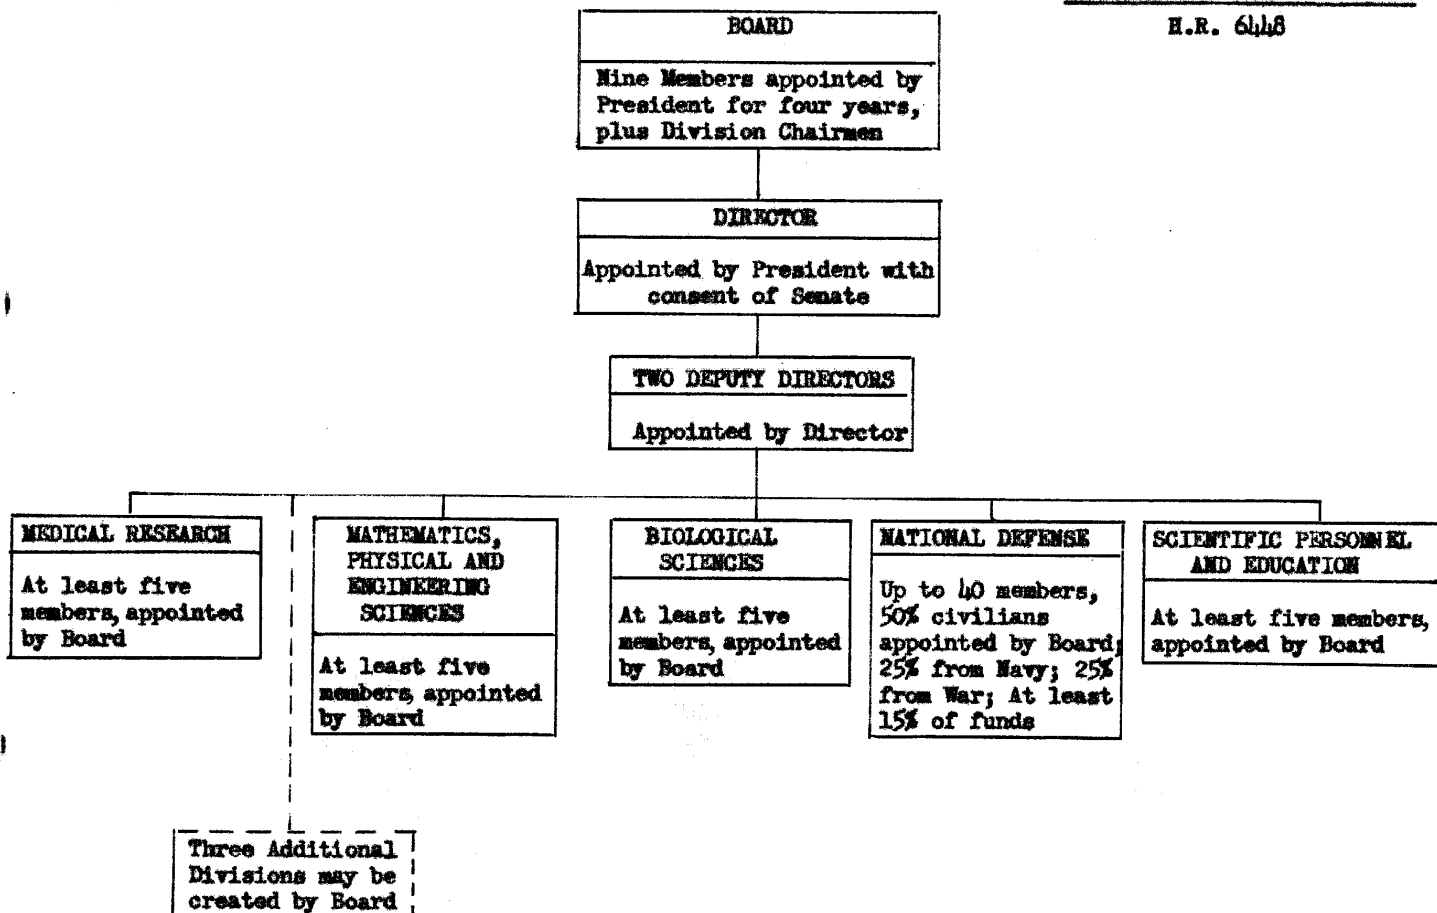 H.R. 6448
BOARD
Nine Members appointed by
President for four years,
plus Division Chairmen
DIRECTOR
Appointed by President with
consent of Senate
TWO DEPUTY DIRECTORS
Appointed by Director
MEDICAL RESEARCH
At least five
members, appointed
by Board
MATHEMATICS,
PHYSICAL AND
ENGINEERING
SCIENCES
At least five
members, appointed
by Board
BIOLOGICAL
SCIENCES
At least five
members, appointed
by Board
NATIONAL DEFENSE
Up to 40 members,
50% civilians
appointed by Board;
25% from Navy; 25%
from War; At least
15% of funds
SCIENTIFIC PERSONNEL
AND EDUCATION
At least five members,
appointed by Board
Three Additional
Divisions may be
created by Board